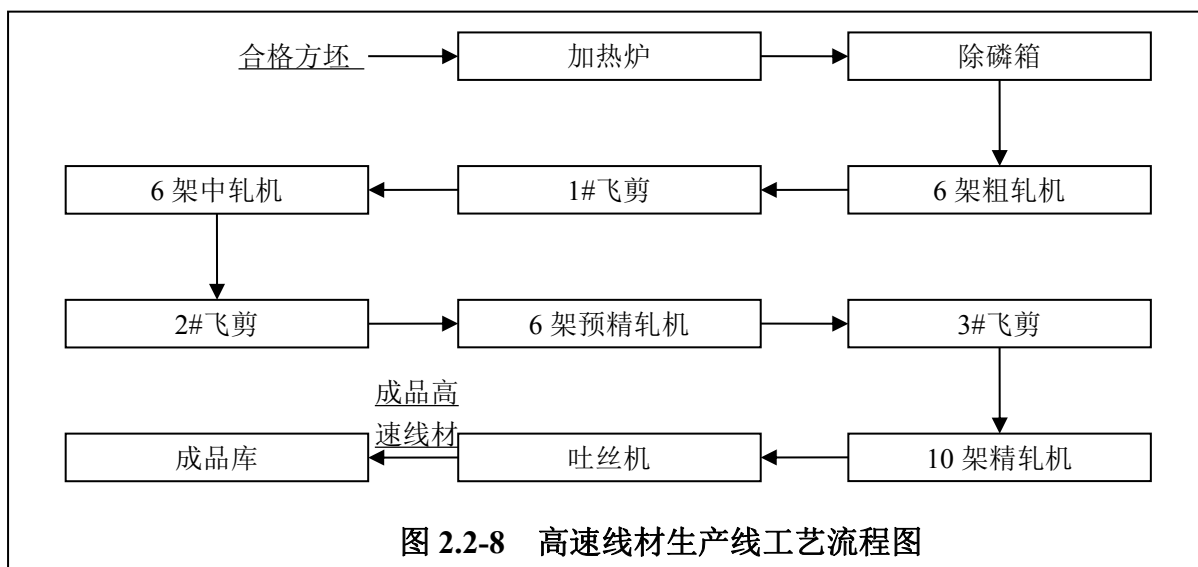 合格方坯
加热炉
除磷箱
6 架粗轧机
1#飞剪
6 架中轧机
2#飞剪
6 架预精轧机
3#飞剪
10 架精轧机
吐丝机
成品高
速线材
成品库
图 2.2-8 高速线材生产线工艺流程图